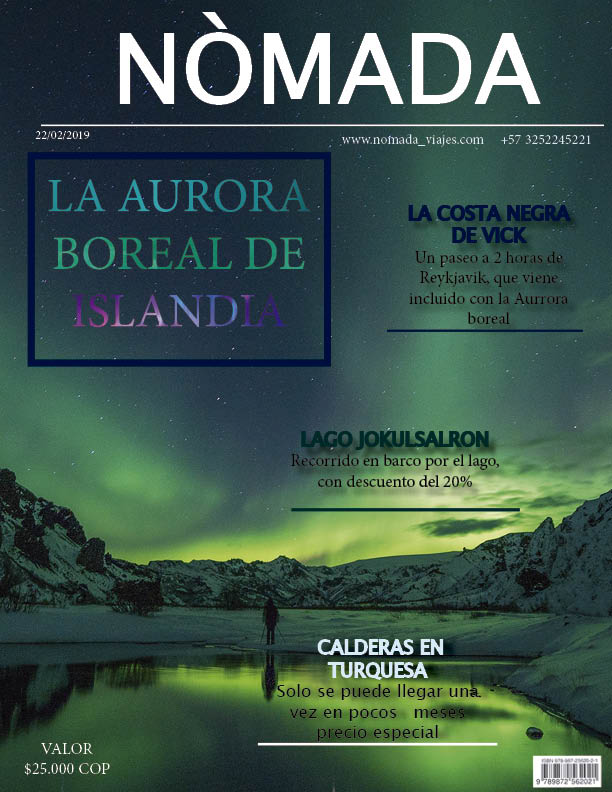 NÒMADA
22/02/2019
www.nomada_viajes.com +57 3252245221
LA AURORA
BOREAL DE
ISLANDIA
LA COSTA NEGRA
DE VICK
Un paseo a 2 horas de
Reykjavik, que viene
incluido con la Aurrora
boreal
LAGO JOKULSALRON
Recorrido en barco por el lago,
con descuento del 20%
CALDERAS EN
TURQUESA
Solo se puede llegar una
vez en pocos meses
precio especial
VALOR
$25.000 COP
9 789872 562021